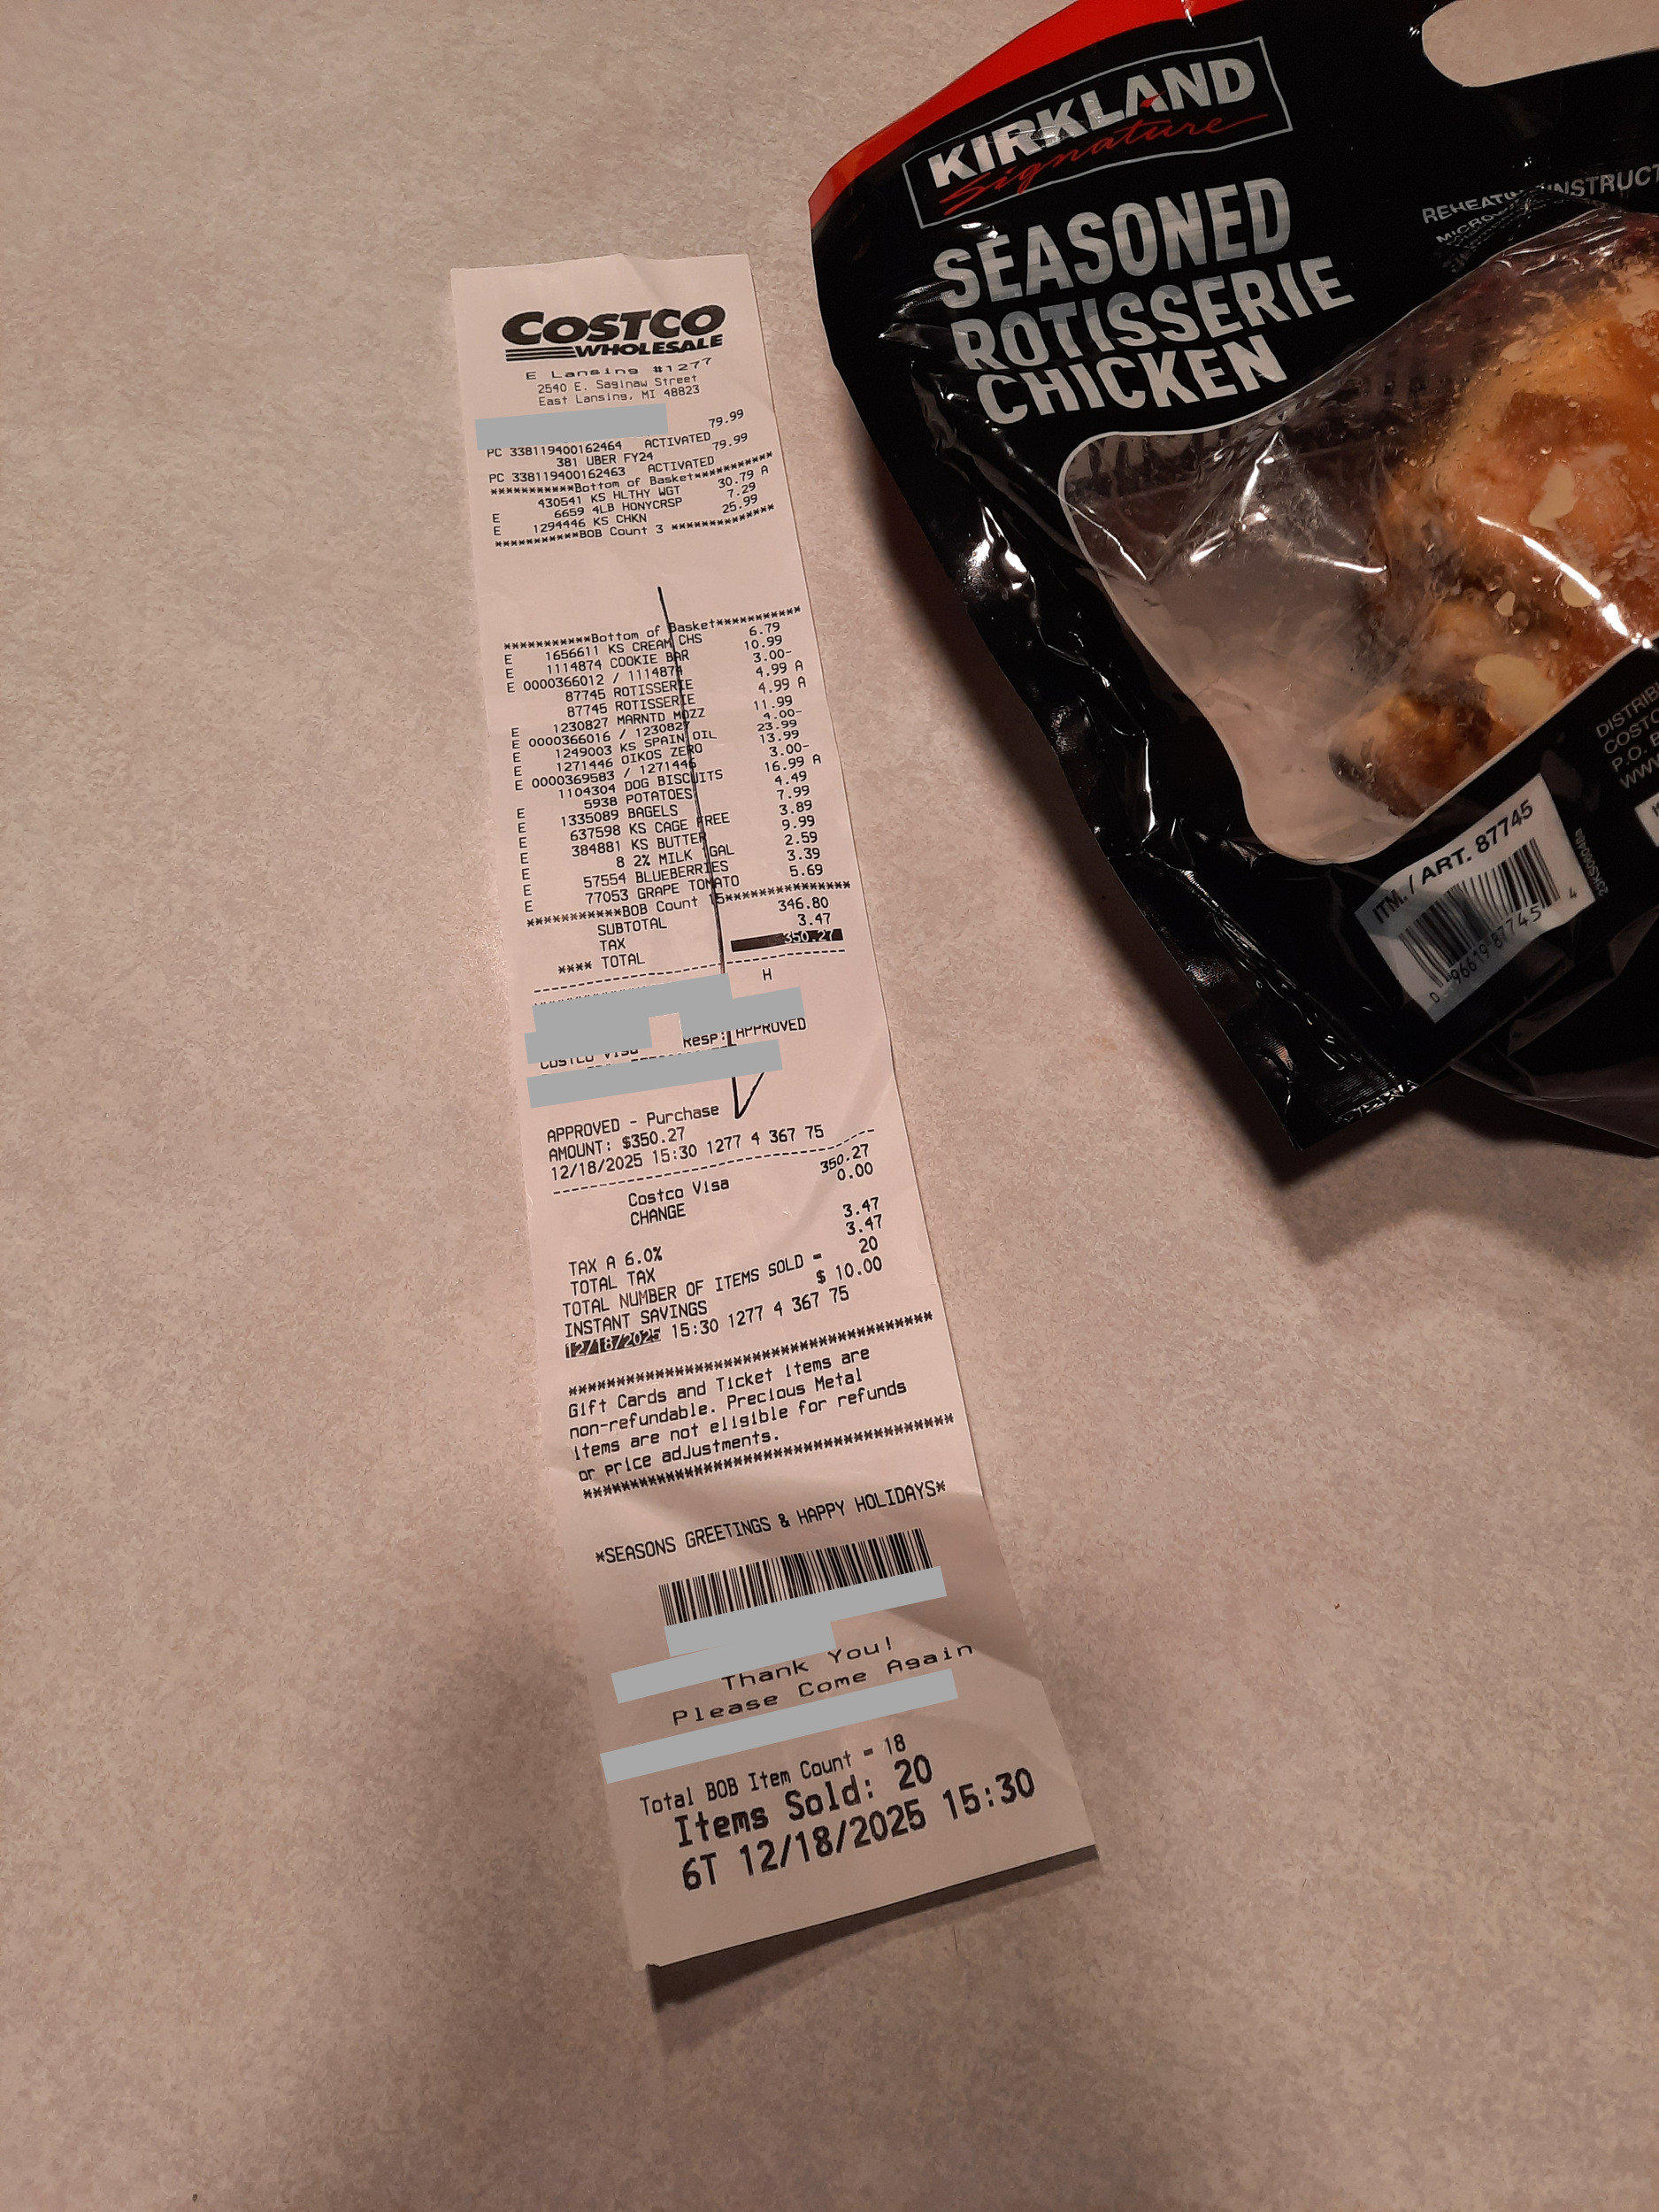 COSTCO
WHOLESALE
E Lansing #1277
2540 E. Saginaw Street
East Lansing, MI 48823
79.99
PC 338119400162464 ACTIVATED
381 UBER FY24 79.99
PC 338119400162463 ACTIVATED
***********Bottom of Basket***********
430541 KS HLTHY WGT 30.79 A
E 6659 4LB HONYCRSP 7.29
E 1294446 KS CHKN 25.99
***********BOB Count 3 **************
***********Bottom of Basket***********
E 1656611 KS CREAM CHS 6.79
E 1114874 COOKIE BAR 10.99
E 0000366012 / 1114874 3.00-
87745 ROTISSERIE 4.99 A
87745 ROTISSERIE 4.99 A
E 1230827 MARNTD MOZZ 11.99
E 0000366016 / 1230827 4.00-
E 1249003 KS SPAIN OIL 23.99
E 1271446 OIKOS ZERO 13.99
E 0000369583 / 1271446 3.00-
1104304 DOG BISCUITS 16.99 A
E 5938 POTATOES 4.49
E 1335089 BAGELS 7.99
E 637598 KS CAGE FREE 3.89
E 384881 KS BUTTER 9.99
E 8 2% MILK 1GAL 2.59
E 57554 BLUEBERRIES 3.39
E 77053 GRAPE TOMATO 5.69
***********BOB Count 15**************
SUBTOTAL 346.80
TAX 3.47
**** TOTAL 350.27
H
Costco Visa Resp: APPROVED
APPROVED - Purchase
AMOUNT: $350.27
12/18/2025 15:30 1277 4 367 75
Costco Visa 350.27
CHANGE 0.00
TAX A 6.0% 3.47
TOTAL TAX 3.47
TOTAL NUMBER OF ITEMS SOLD = 20
INSTANT SAVINGS $ 10.00
12/18/2025 15:30 1277 4 367 75
**************************************
Gift Cards and Ticket items are
non-refundable. Precious Metal
items are not eligible for refunds
or price adjustments.
**************************************
*SEASONS GREETINGS & HAPPY HOLIDAYS*
Thank You!
Please Come Again
Total BOB Item Count = 18
Items Sold: 20
6T 12/18/2025 15:30
KIRKLAND
Signature
SEASONED
ROTISSERIE
CHICKEN
REHEATING INSTRUCT
MICROW
DISTRIB
COSTC
P.O. B
WWW
ITM. / ART. 87745
0 96619 87745 4